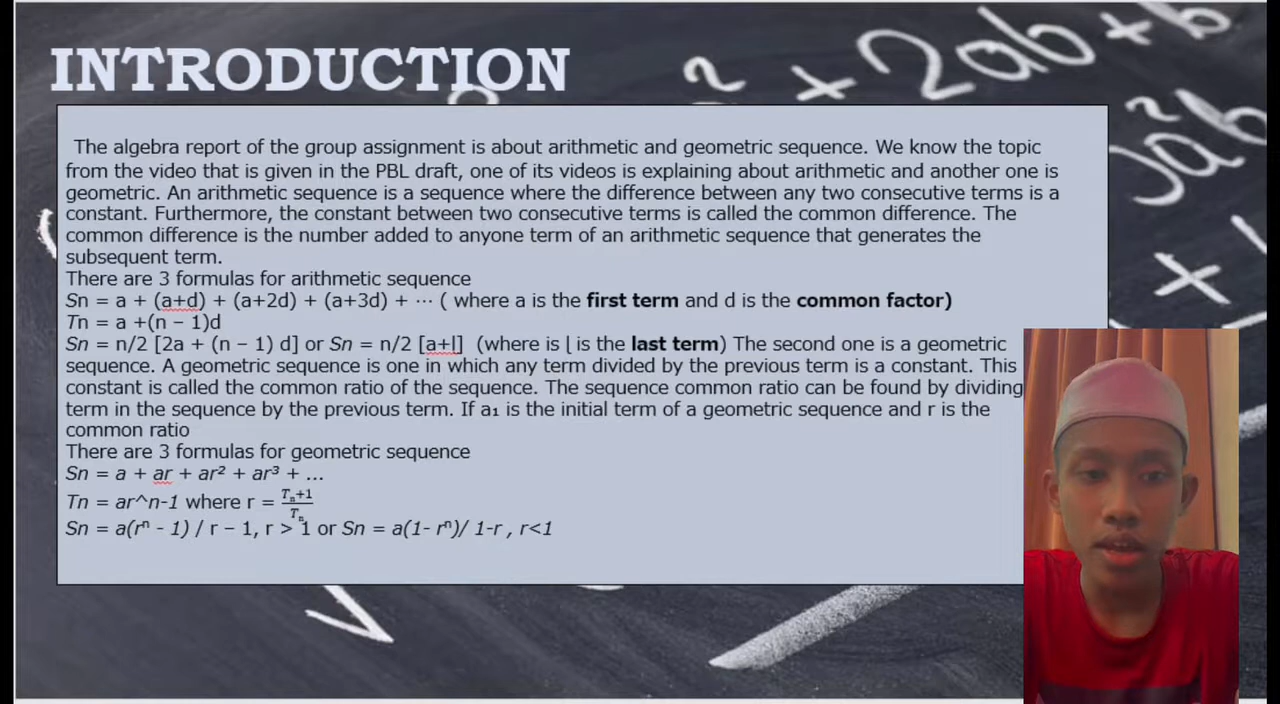 INTRODUCTION
+ 2ab + b
The algebra report of the group assignment is about arithmetic and geometric sequence. We know the topic
from the video that is given in the PBL draft, one of its videos is explaining about arithmetic and another one is
geometric. An arithmetic sequence is a sequence where the difference between any two consecutive terms is a
constant. Furthermore, the constant between two consecutive terms is called the common difference. The
common difference is the number added to anyone term of an arithmetic sequence that generates the
subsequent term.
There are 3 formulas for arithmetic sequence
Sn = a + (a+d) + (a+2d) + (a+3d) + ··· ( where a is the first term and d is the common factor)
Tn = a +(n − 1)d
Sn = n/2 [2a + (n − 1) d] or Sn = n/2 [a+l] (where is l is the last term) The second one is a geometric
sequence. A geometric sequence is one in which any term divided by the previous term is a constant. This
constant is called the common ratio of the sequence. The sequence common ratio can be found by dividing
term in the sequence by the previous term. If a₁ is the initial term of a geometric sequence and r is the
common ratio
There are 3 formulas for geometric sequence
Sn = a + ar + ar² + ar³ + ...
Tn = ar^n-1 where r = Tₙ+1/Tₙ
Sn = a(rⁿ - 1) / r – 1, r > 1 or Sn = a(1- rⁿ)/ 1-r , r<1